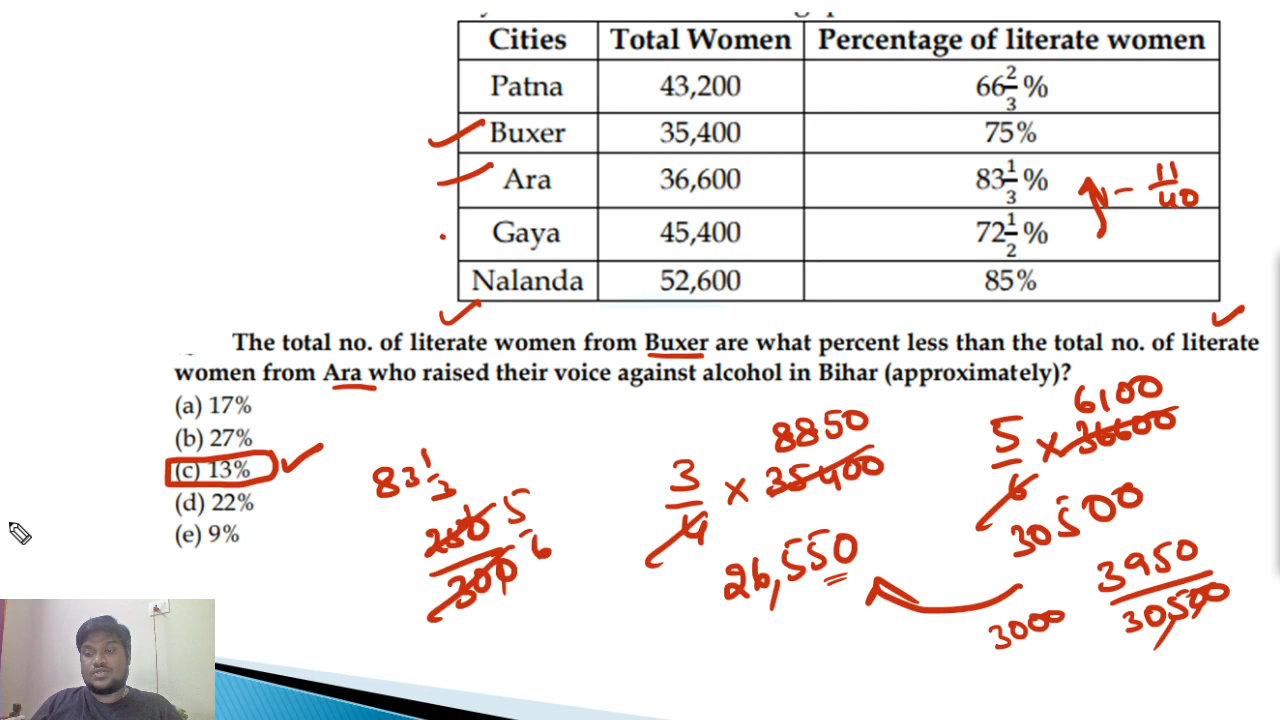 Cities Total Women Percentage of literate women
Patna 43,200 66 2/3 %
Buxer 35,400 75%
Ara 36,600 83 1/3 %
- 11/40
Gaya 45,400 72 1/2 %
Nalanda 52,600 85%
The total no. of literate women from Buxer are what percent less than the total no. of literate
women from Ara who raised their voice against alcohol in Bihar (approximately)?
(a) 17%
(b) 27%
(c) 13%
(d) 22%
(e) 9%
83 1/3
250 5
300 6
8850
3/4 × 35400
26,550
6100
5/6 × 36600
30500
3000
3950
30500